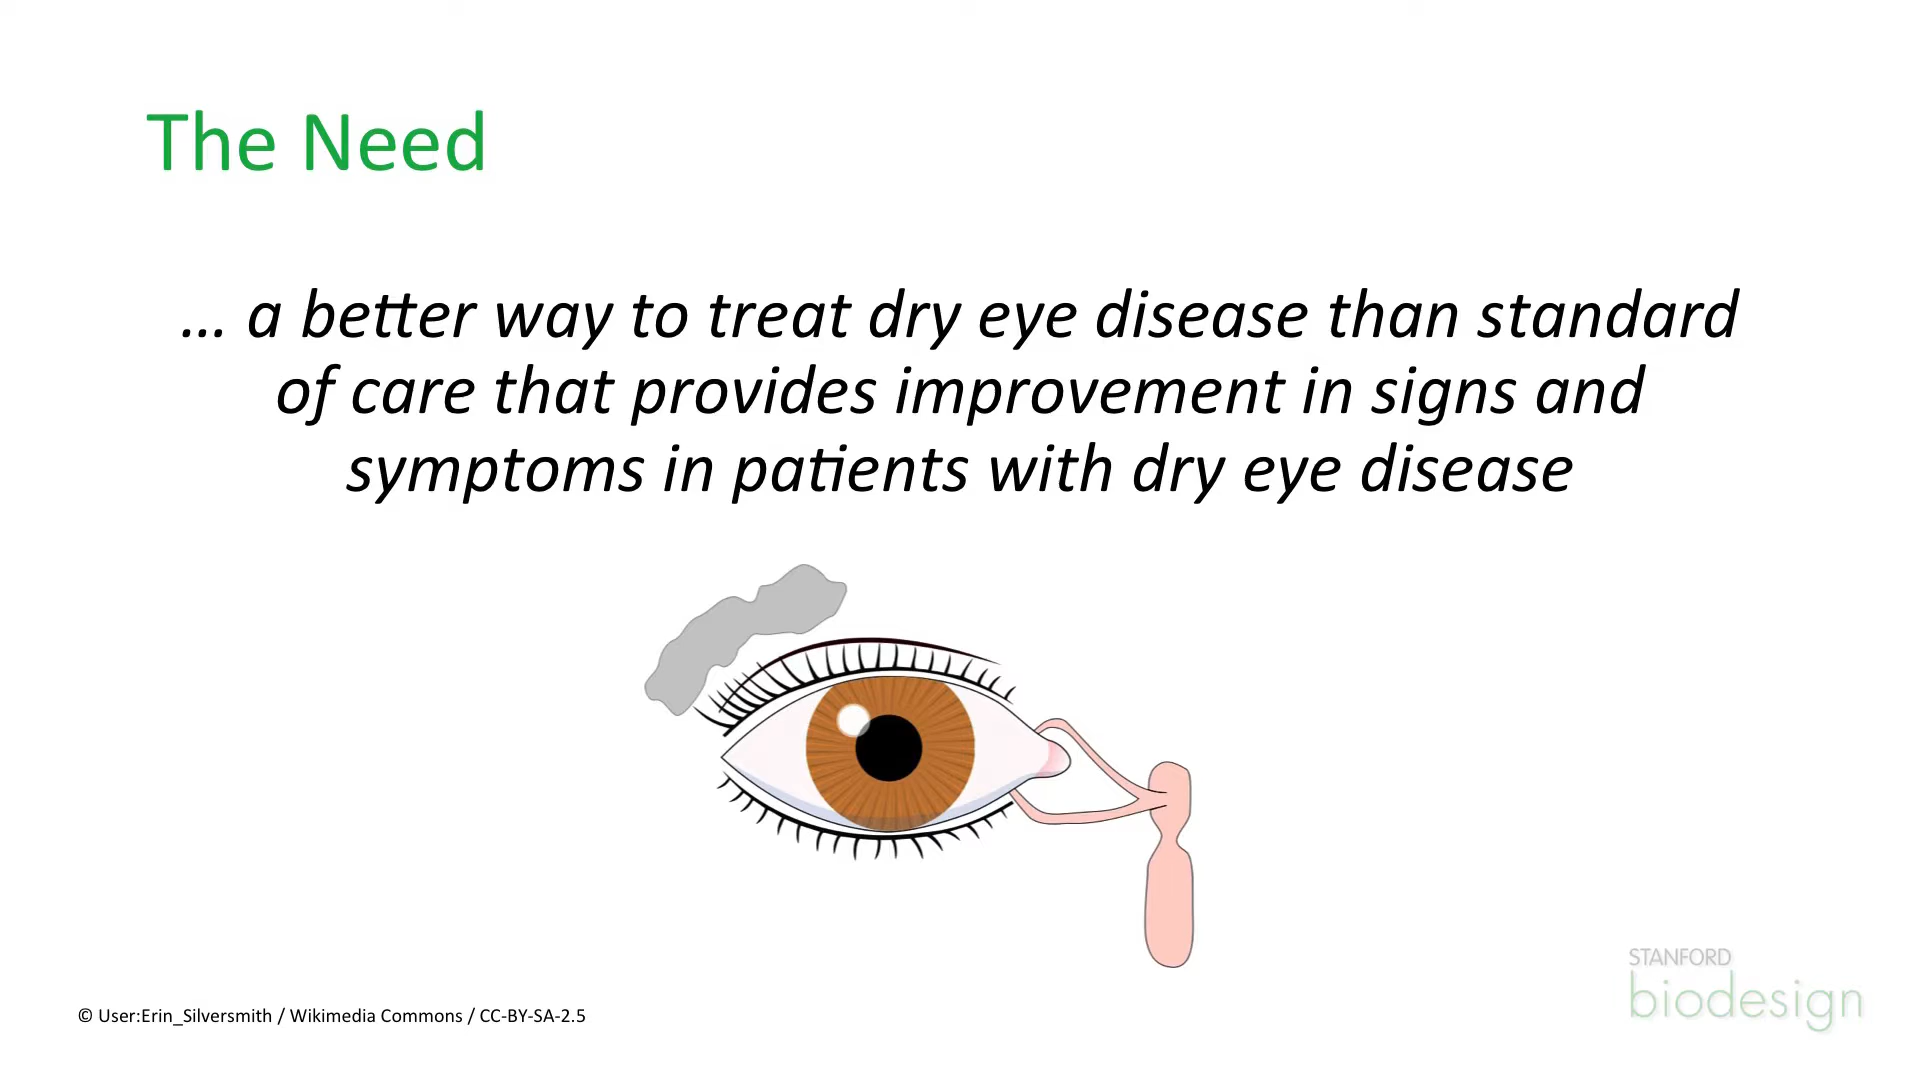 The Need
... a better way to treat dry eye disease than standard
of care that provides improvement in signs and
symptoms in patients with dry eye disease
© User:Erin_Silversmith / Wikimedia Commons / CC-BY-SA-2.5
STANFORD
biodesign